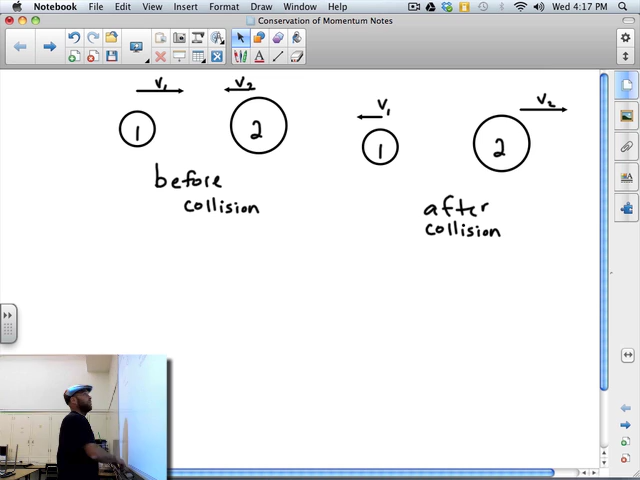 Notebook File Edit View Insert Format Draw Window Help Wed 4:17 PM
Conservation of Momentum Notes
V₁ V₂
1 2
before
collision
V₁ V₂
1 2
after
collision